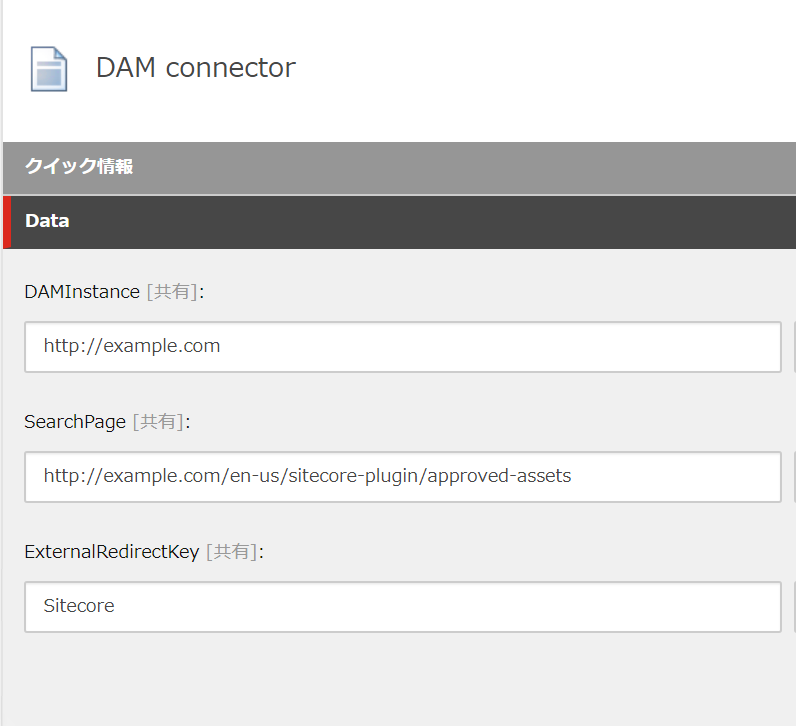 DAM connector
クイック情報
Data
DAMInstance [共有]:
http://example.com
SearchPage [共有]:
http://example.com/en-us/sitecore-plugin/approved-assets
ExternalRedirectKey [共有]:
Sitecore